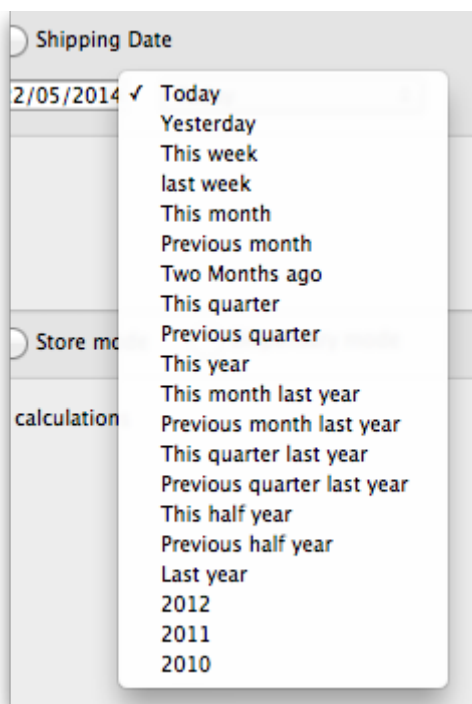 Shipping Date
2/05/2014 ✓ Today
Yesterday
This week
last week
This month
Previous month
Two Months ago
This quarter
Previous quarter
Store
This year
This month last year
calculation
Previous month last year
This quarter last year
Previous quarter last year
This half year
Previous half year
Last year
2012
2011
2010